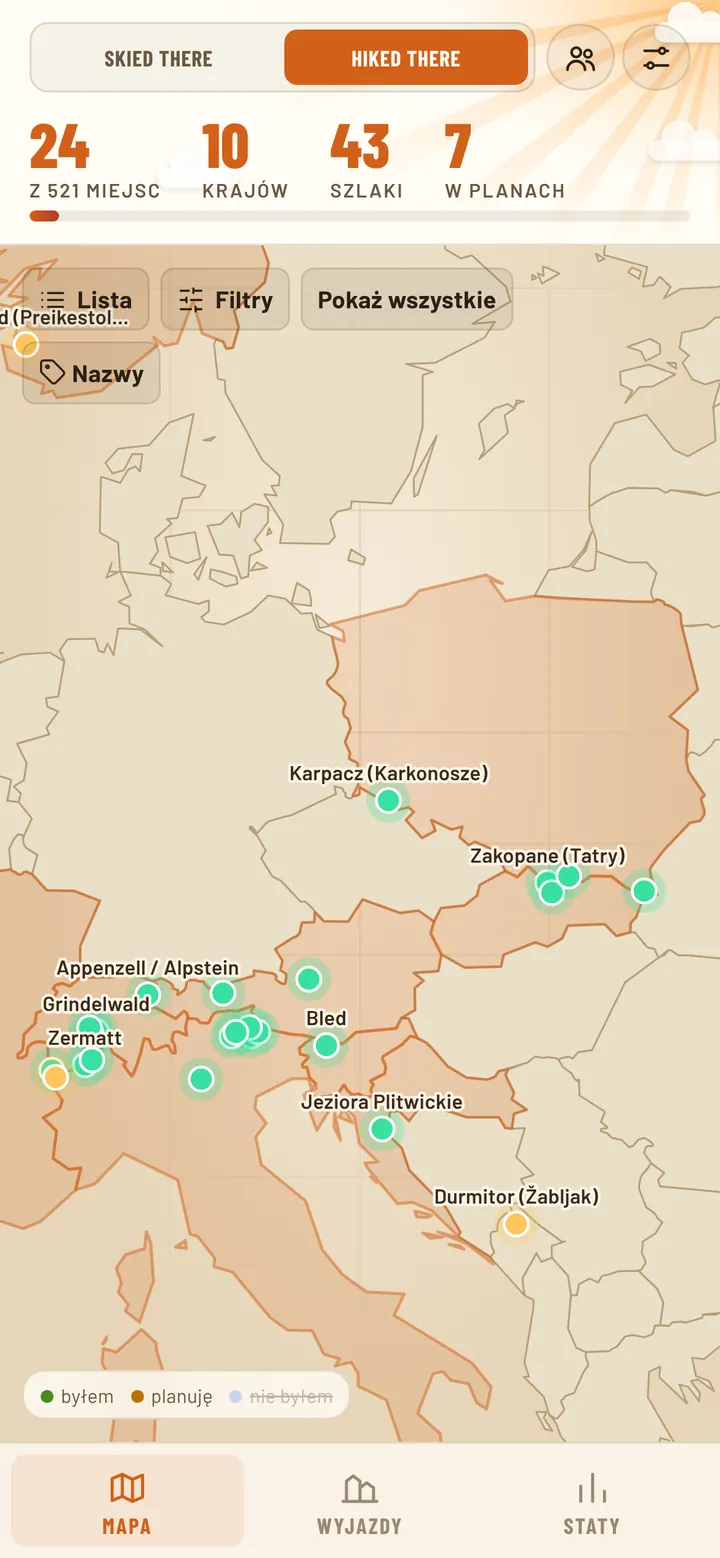 SKIED THERE
HIKED THERE
24
10
43
7
Z 521 MIEJSC
KRAJÓW
SZLAKI
W PLANACH
Lista
Filtry
Pokaż wszystkie
d (Preikestol...
Nazwy
Karpacz (Karkonosze)
Zakopane (Tatry)
Appenzell / Alpstein
Grindelwald
Bled
Zermatt
Jeziora Plitwickie
Durmitor (Žabljak)
byłem
planuję
nie byłem
MAPA
WYJAZDY
STATY